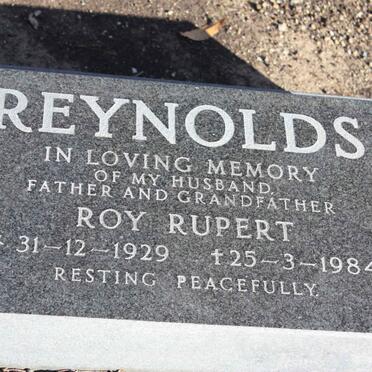 REYNOLDS
IN LOVING MEMORY
OF MY HUSBAND,
FATHER AND GRANDFATHER
ROY RUPERT
31-12-1929 †25-3-1984
RESTING PEACEFULLY.